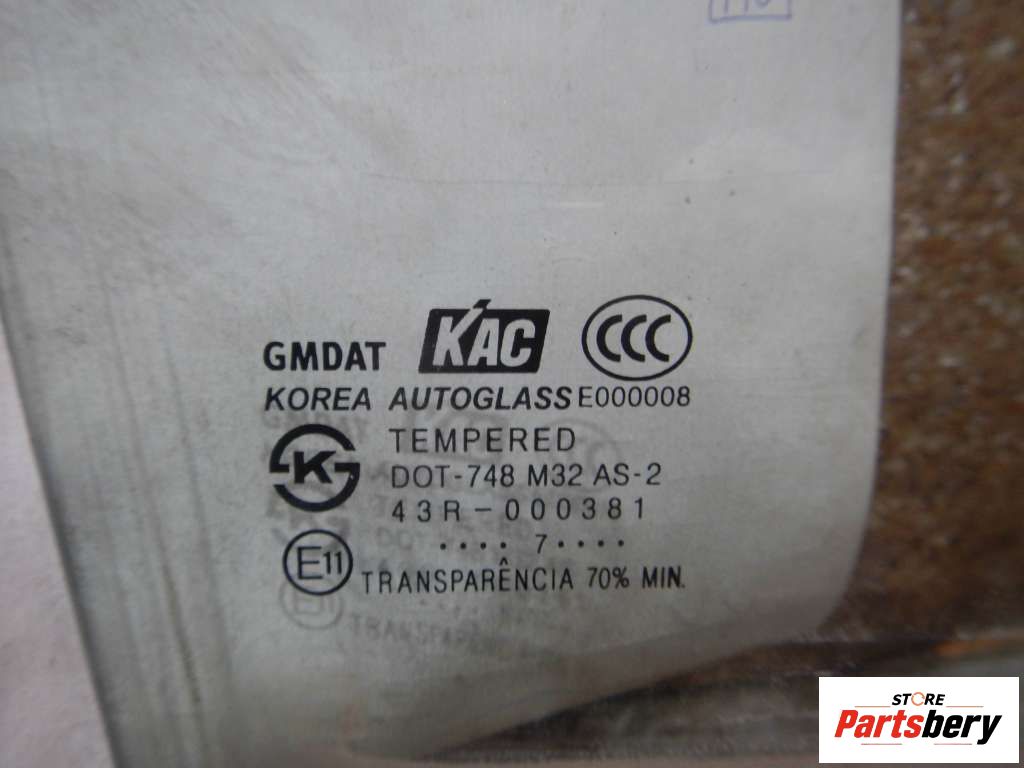 GMDAT KAC CCC
KOREA AUTOGLASS E000008
K TEMPERED
DOT-748 M32 AS-2
43R-000381
.... 7 ....
E11 TRANSPARÊNCIA 70% MIN.
STORE
Partsbery